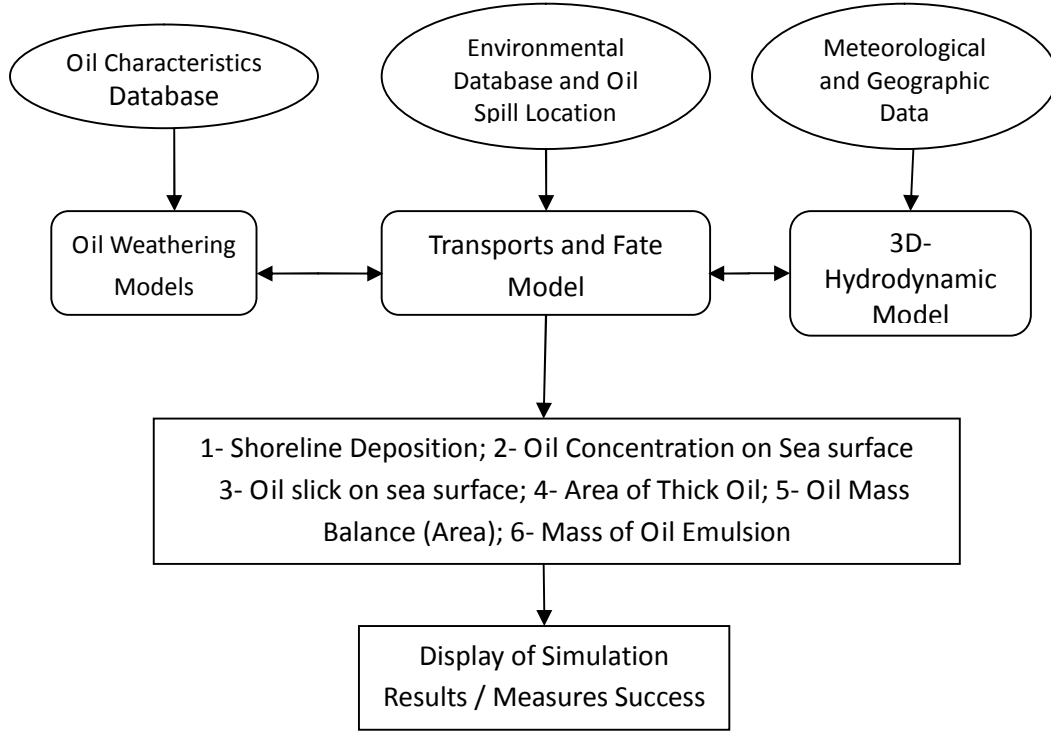 Oil Characteristics
Database
Environmental
Database and Oil
Spill Location
Meteorological
and Geographic
Data
Oil Weathering
Models
Transports and Fate
Model
3D-
Hydrodynamic
Model
1- Shoreline Deposition; 2- Oil Concentration on Sea surface
3- Oil slick on sea surface; 4- Area of Thick Oil; 5- Oil Mass
Balance (Area); 6- Mass of Oil Emulsion
Display of Simulation
Results / Measures Success